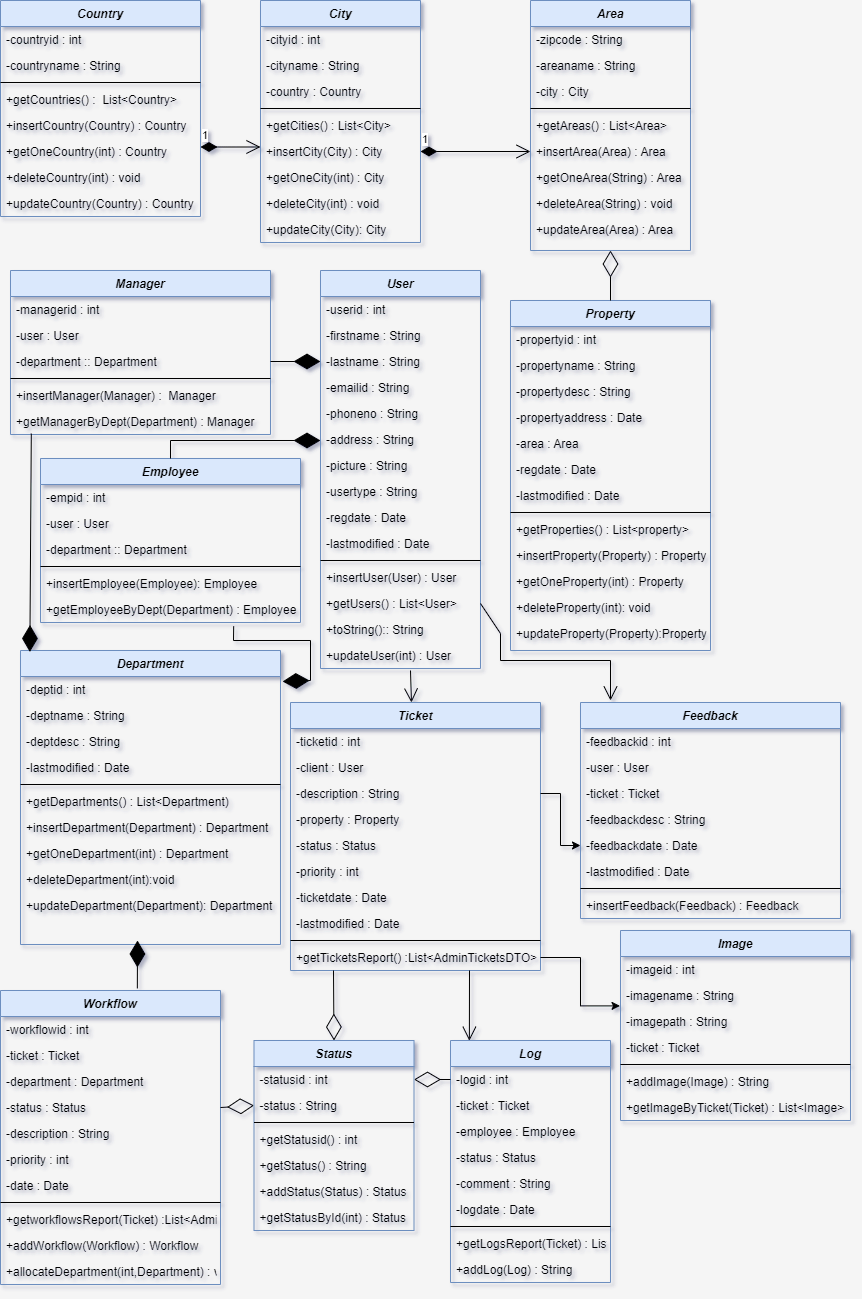 Country
-countryid : int
-countryname : String
+getCountries() : List<Country>
+insertCountry(Country) : Country
+getOneCountry(int) : Country
+deleteCountry(int) : void
+updateCountry(Country) : Country
1
City
-cityid : int
-cityname : String
-country : Country
+getCities() : List<City>
+insertCity(City) : City
+getOneCity(int) : City
+deleteCity(int) : void
+updateCity(City): City
1
Area
-zipcode : String
-areaname : String
-city : City
+getAreas() : List<Area>
+insertArea(Area) : Area
+getOneArea(String) : Area
+deleteArea(String) : void
+updateArea(Area) : Area
Manager
-managerid : int
-user : User
-department :: Department
+insertManager(Manager) : Manager
+getManagerByDept(Department) : Manager
User
-userid : int
-firstname : String
-lastname : String
-emailid : String
-phoneno : String
-address : String
-picture : String
-usertype : String
-regdate : Date
-lastmodified : Date
+insertUser(User) : User
+getUsers() : List<User>
+toString():: String
+updateUser(int) : User
Property
-propertyid : int
-propertyname : String
-propertydesc : String
-propertyaddress : Date
-area : Area
-regdate : Date
-lastmodified : Date
+getProperties() : List<property>
+insertProperty(Property) : Property
+getOneProperty(int) : Property
+deleteProperty(int): void
+updateProperty(Property):Property
Employee
-empid : int
-user : User
-department :: Department
+insertEmployee(Employee): Employee
+getEmployeeByDept(Department) : Employee
Department
-deptid : int
-deptname : String
-deptdesc : String
-lastmodified : Date
+getDepartments() : List<Department)
+insertDepartment(Department) : Department
+getOneDepartment(int) : Department
+deleteDepartment(int):void
+updateDepartment(Department): Department
Ticket
-ticketid : int
-client : User
-description : String
-property : Property
-status : Status
-priority : int
-ticketdate : Date
-lastmodified : Date
+getTicketsReport() :List<AdminTicketsDTO>
Feedback
-feedbackid : int
-user : User
-ticket : Ticket
-feedbackdesc : String
-feedbackdate : Date
-lastmodified : Date
+insertFeedback(Feedback) : Feedback
Image
-imageid : int
-imagename : String
-imagepath : String
-ticket : Ticket
+addImage(Image) : String
+getImageByTicket(Ticket) : List<Image>
Workflow
-workflowid : int
-ticket : Ticket
-department : Department
-status : Status
-description : String
-priority : int
-date : Date
+getworkflowsReport(Ticket) :List<Admi
+addWorkflow(Workflow) : Workflow
+allocateDepartment(int,Department) :
Status
-statusid : int
-status : String
+getStatusid() : int
+getStatus() : String
+addStatus(Status) : Status
+getStatusById(int) : Status
Log
-logid : int
-ticket : Ticket
-employee : Employee
-status : Status
-comment : String
-logdate : Date
+getLogsReport(Ticket) : Lis
+addLog(Log) : String